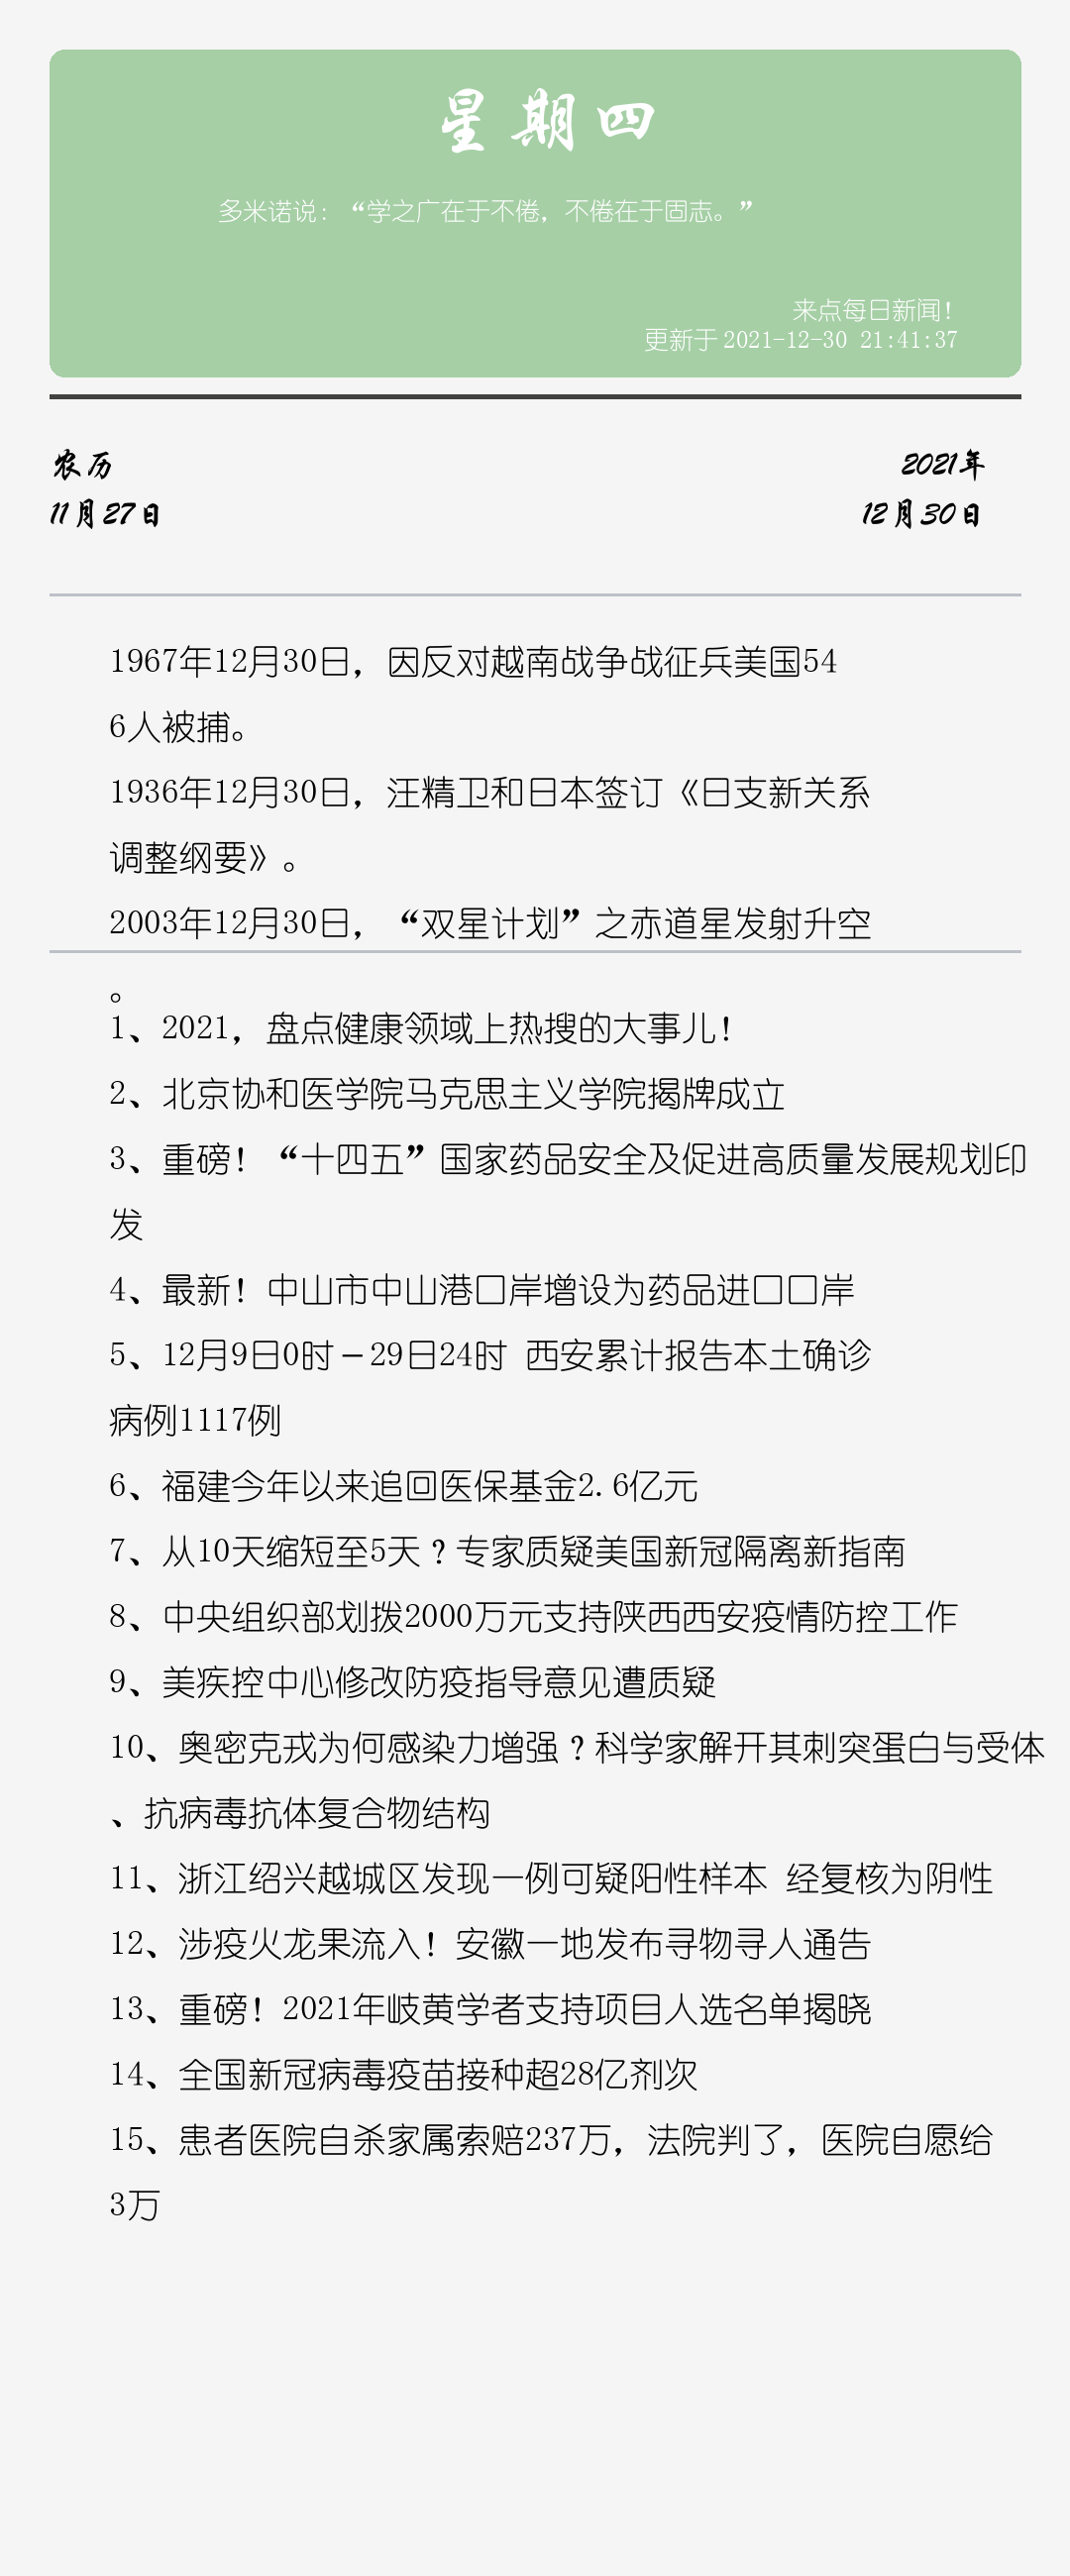 星期四
多米诺说：“学之广在于不倦，不倦在于固志。”
来点每日新闻！
更新于2021-12-30 21:41:37
农历
2021年
11月27日
12月30日
1967年12月30日，因反对越南战争战征兵美国54
6人被捕。
1936年12月30日，汪精卫和日本签订《日支新关系
调整纲要》。
2003年12月30日，“双星计划”之赤道星发射升空
。
1、2021，盘点健康领域上热搜的大事儿！
2、北京协和医学院马克思主义学院揭牌成立
3、重磅！“十四五”国家药品安全及促进高质量发展规划印
发
4、最新！中山市中山港口岸增设为药品进口口岸
5、12月9日0时—29日24时 西安累计报告本土确诊
病例1117例
6、福建今年以来追回医保基金2.6亿元
7、从10天缩短至5天？专家质疑美国新冠隔离新指南
8、中央组织部划拨2000万元支持陕西西安疫情防控工作
9、美疾控中心修改防疫指导意见遭质疑
10、奥密克戎为何感染力增强？科学家解开其刺突蛋白与受体
、抗病毒抗体复合物结构
11、浙江绍兴越城区发现一例可疑阳性样本 经复核为阴性
12、涉疫火龙果流入！安徽一地发布寻物寻人通告
13、重磅！2021年岐黄学者支持项目人选名单揭晓
14、全国新冠病毒疫苗接种超28亿剂次
15、患者医院自杀家属索赔237万，法院判了，医院自愿给
3万